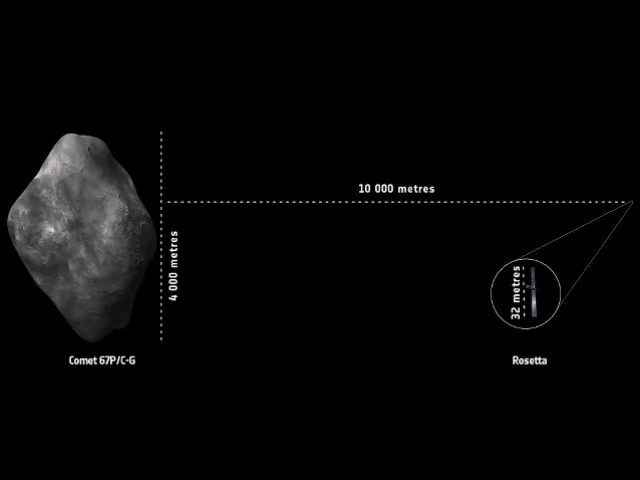 10 000 metres
4 000 metres
32 metres
Comet 67P/C-G
Rosetta